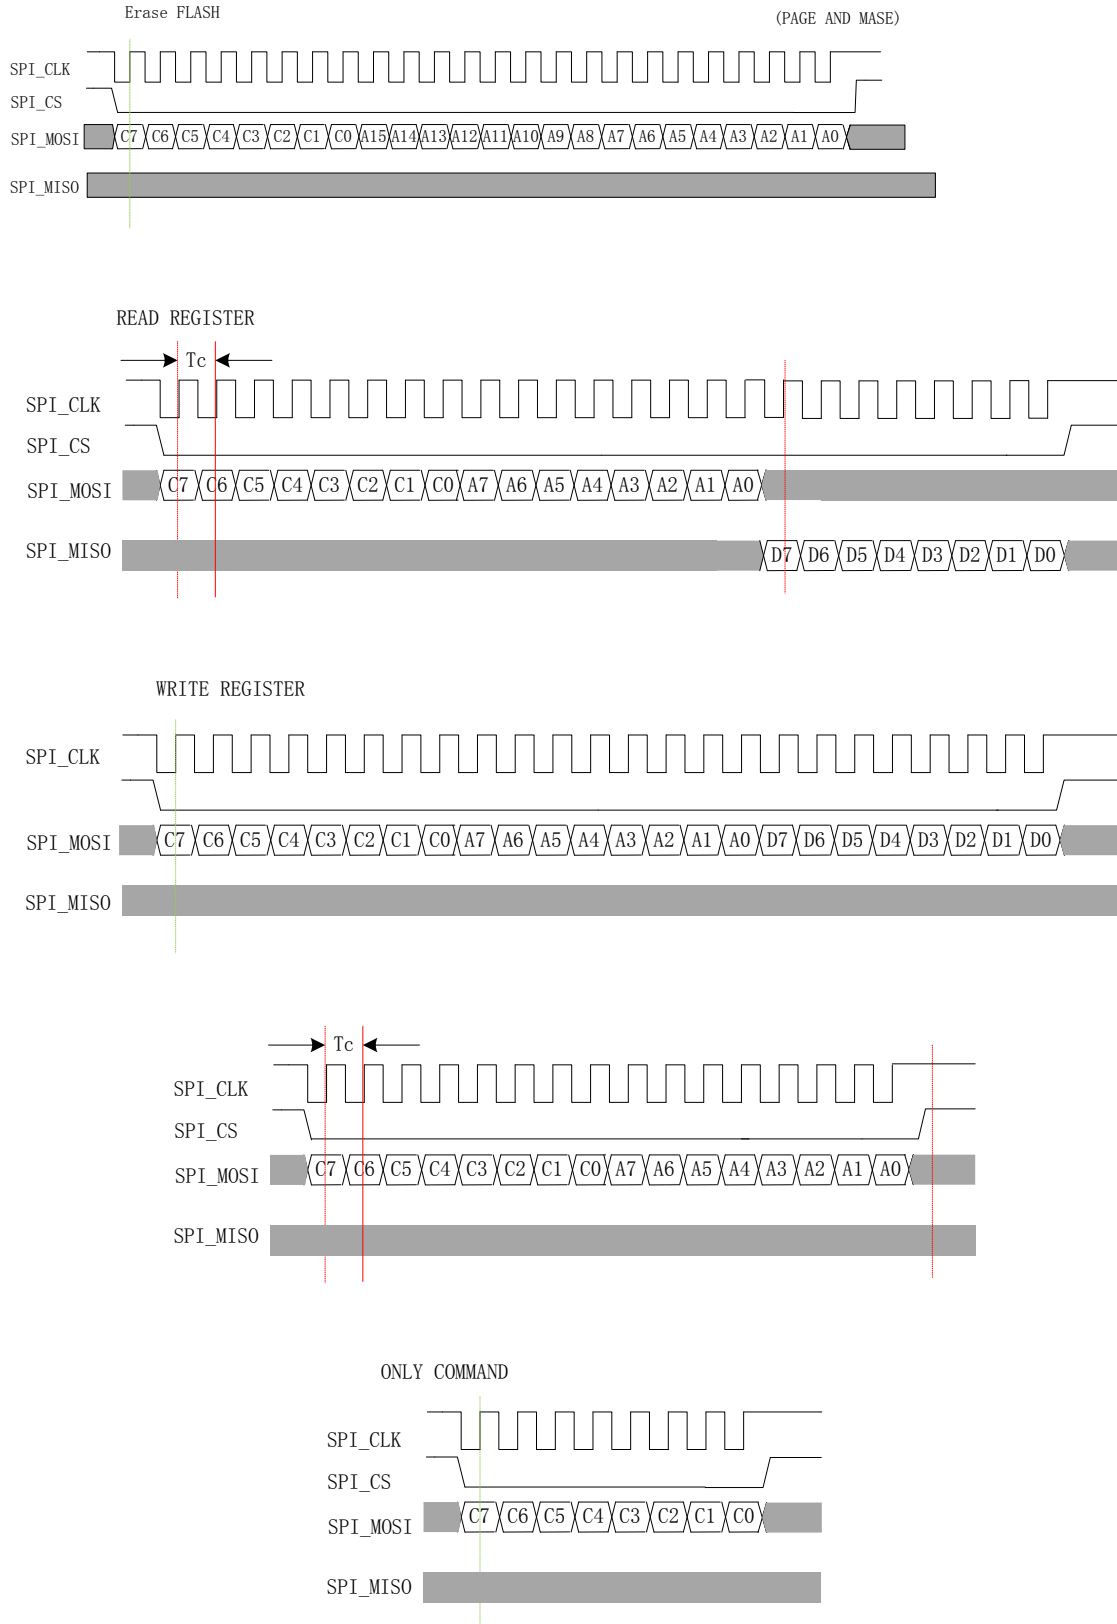 Erase FLASH (PAGE AND MASE)
SPI_CLK
SPI_CS
SPI_MOSI C7 C6 C5 C4 C3 C2 C1 C0 A15 A14 A13 A12 A11 A10 A9 A8 A7 A6 A5 A4 A3 A2 A1 A0
SPI_MISO
READ REGISTER
Tc
SPI_CLK
SPI_CS
SPI_MOSI C7 C6 C5 C4 C3 C2 C1 C0 A7 A6 A5 A4 A3 A2 A1 A0
SPI_MISO D7 D6 D5 D4 D3 D2 D1 D0
WRITE REGISTER
SPI_CLK
SPI_MOSI C7 C6 C5 C4 C3 C2 C1 C0 A7 A6 A5 A4 A3 A2 A1 A0 D7 D6 D5 D4 D3 D2 D1 D0
SPI_MISO
Tc
SPI_CLK
SPI_CS
SPI_MOSI C7 C6 C5 C4 C3 C2 C1 C0 A7 A6 A5 A4 A3 A2 A1 A0
SPI_MISO
ONLY COMMAND
SPI_CLK
SPI_CS
SPI_MOSI C7 C6 C5 C4 C3 C2 C1 C0
SPI_MISO